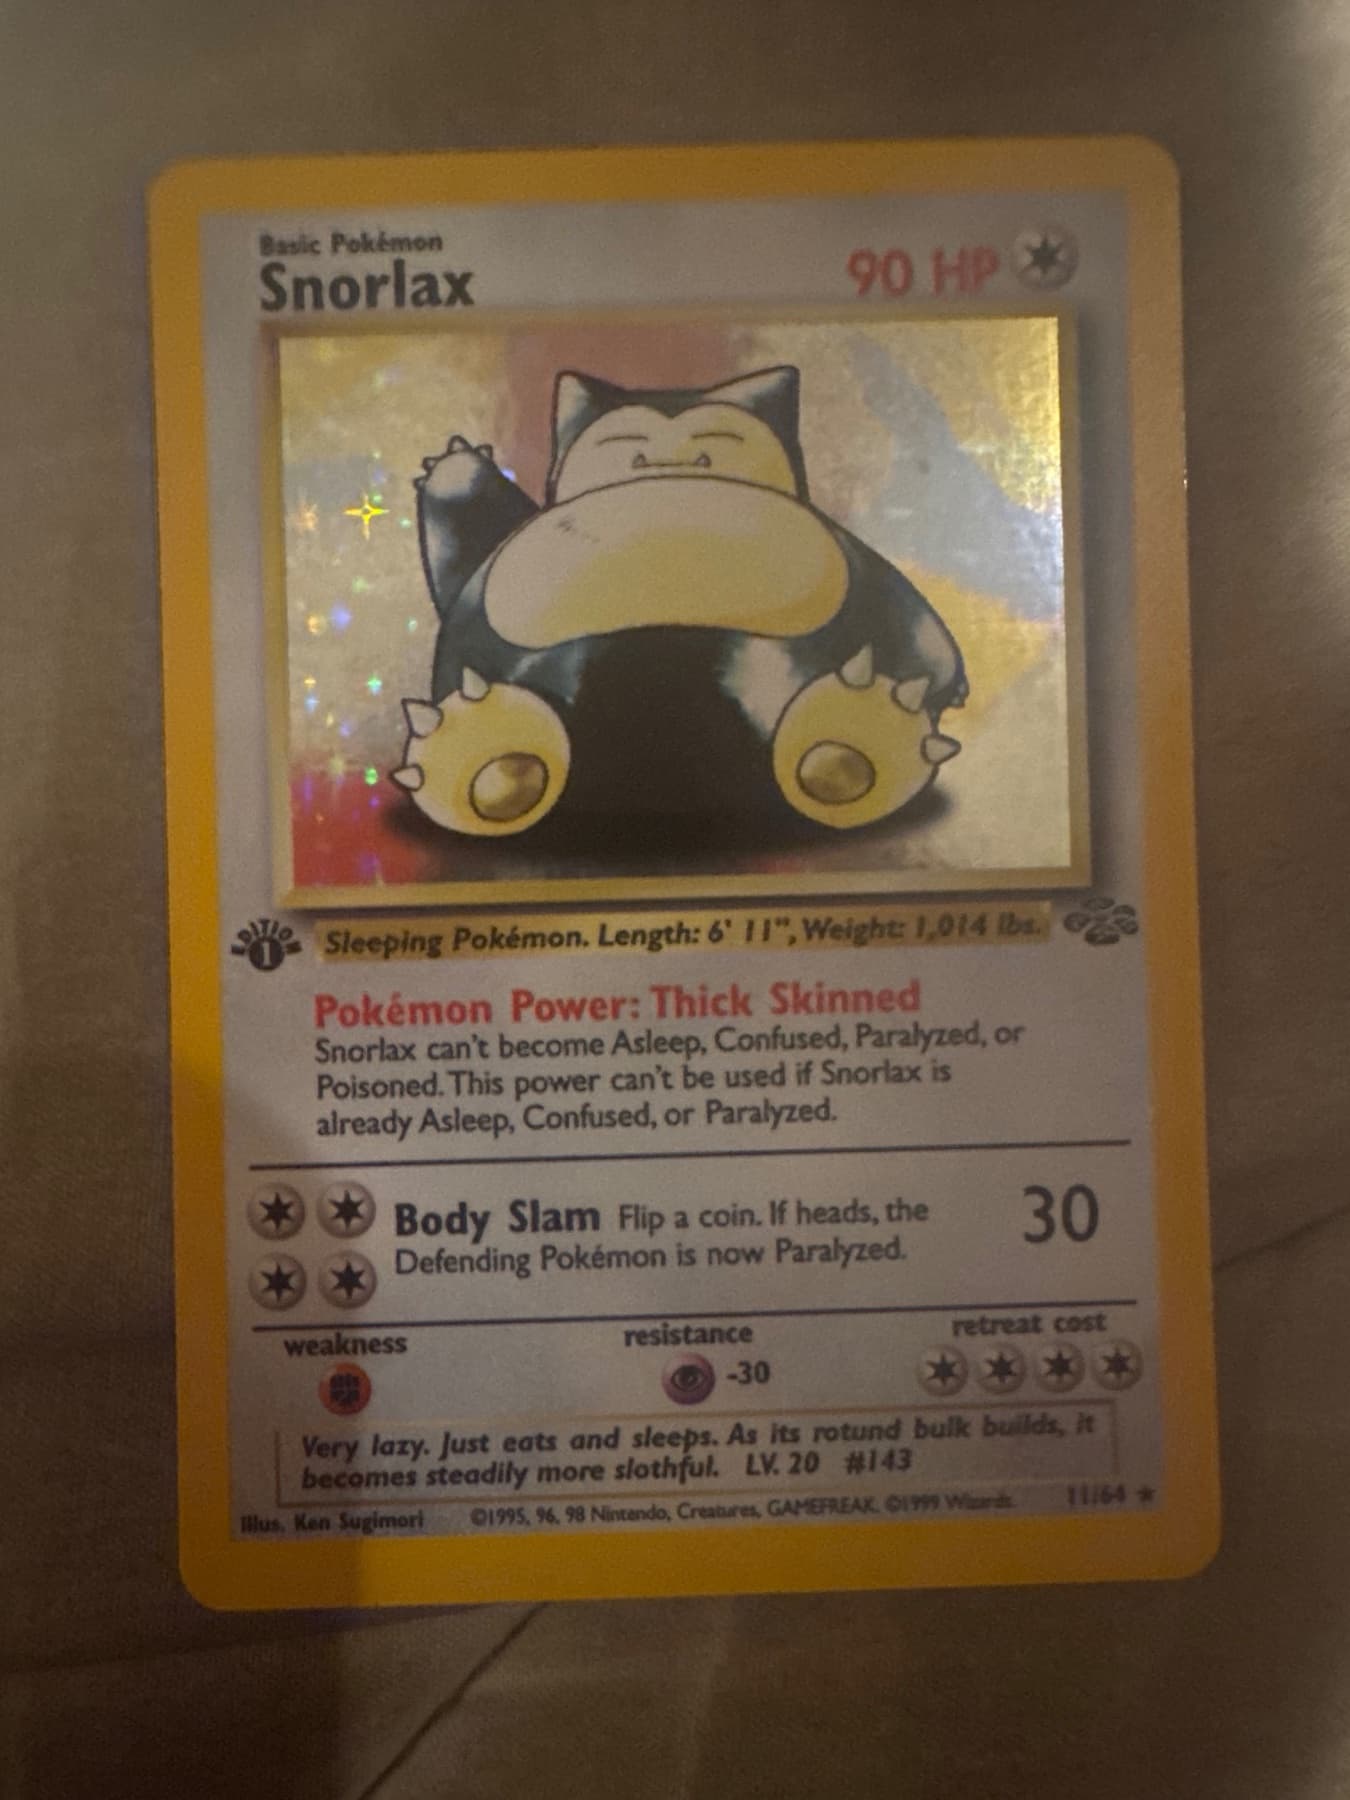 Basic Pokémon
Snorlax
90 HP
EDITION
1
Sleeping Pokémon. Length: 6' 11", Weight: 1,014 lbs.
Pokémon Power: Thick Skinned
Snorlax can't become Asleep, Confused, Paralyzed, or
Poisoned. This power can't be used if Snorlax is
already Asleep, Confused, or Paralyzed.
Body Slam Flip a coin. If heads, the
Defending Pokémon is now Paralyzed.
30
weakness
resistance
-30
retreat cost
Very lazy. Just eats and sleeps. As its rotund bulk builds, it
becomes steadily more slothful. LV. 20 #143
Illus. Ken Sugimori ©1995, 96, 98 Nintendo, Creatures, GAMEFREAK. ©1999 Wizards. 11/64 ★